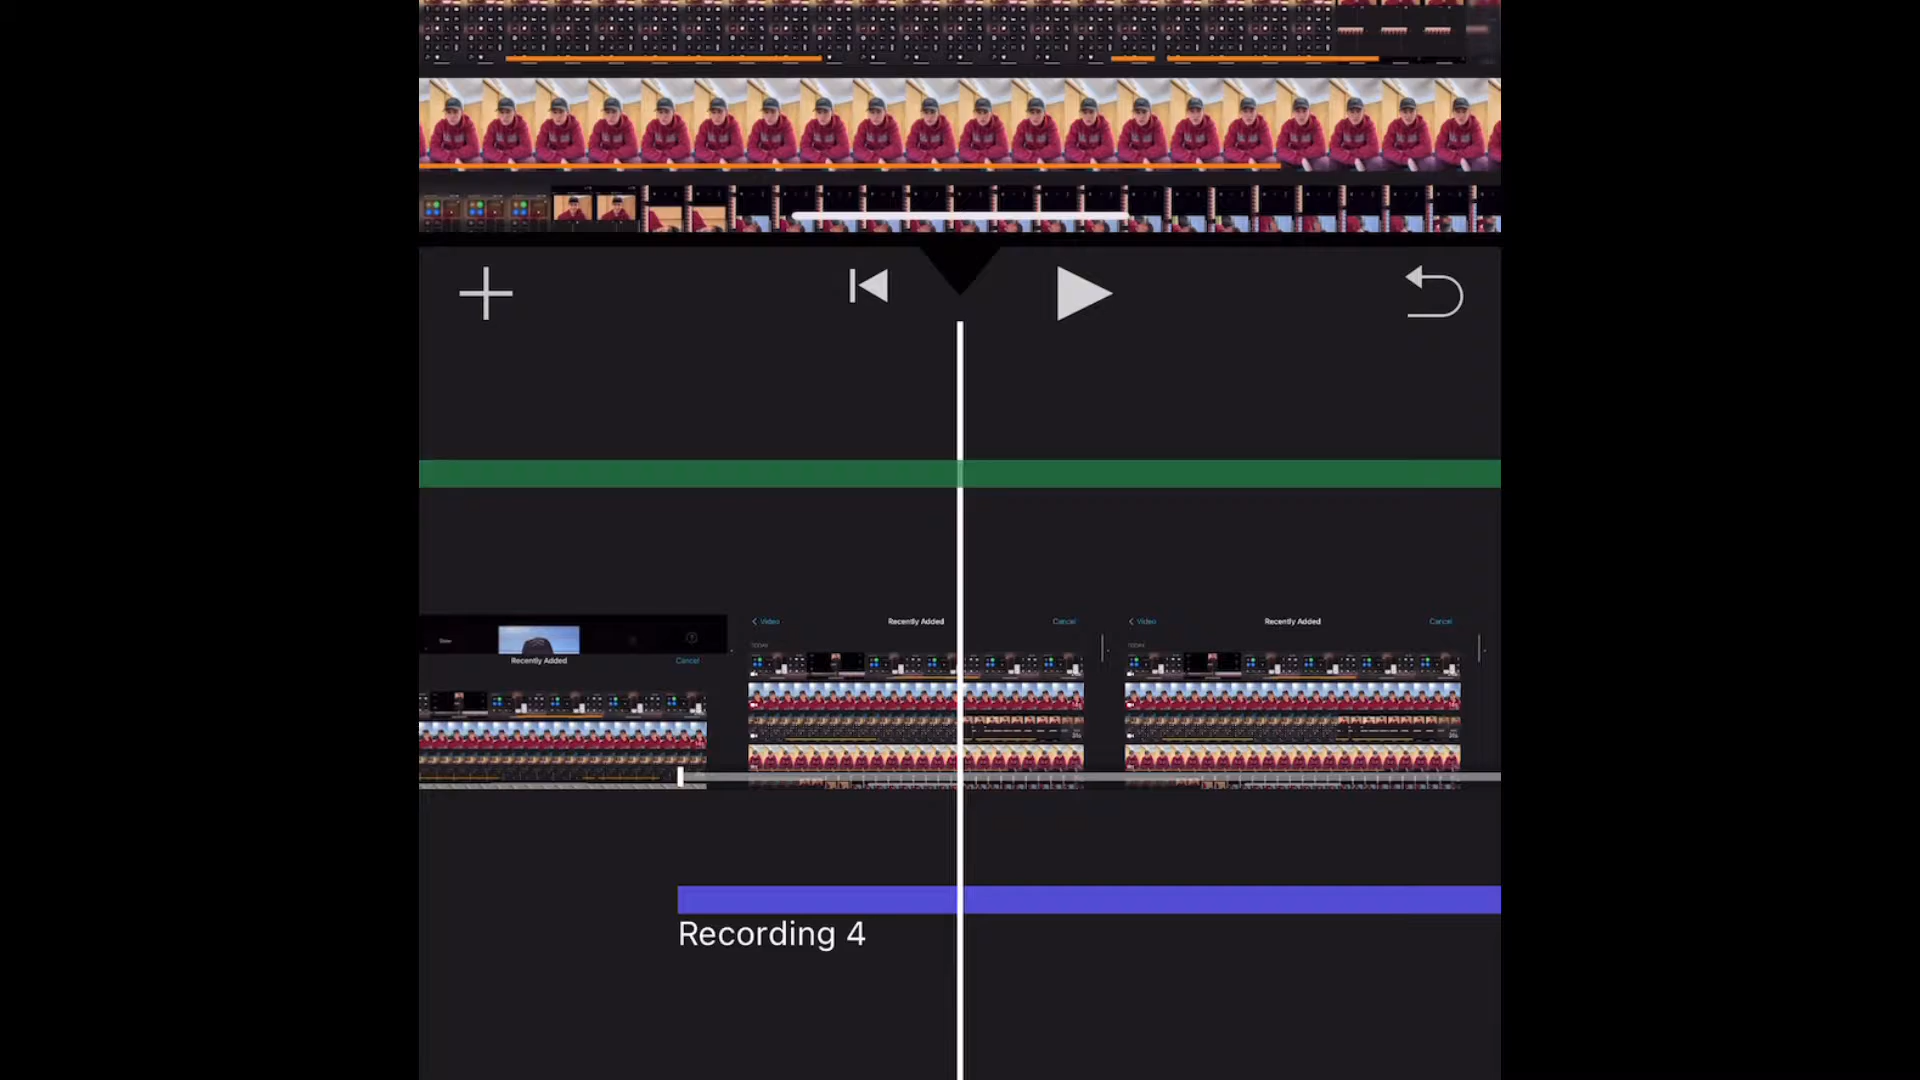 Video
Recently Added
Cancel
Video
Recently Added
Cancel
Recently Added
Cancel
TODAY
TODAY
Recording 4